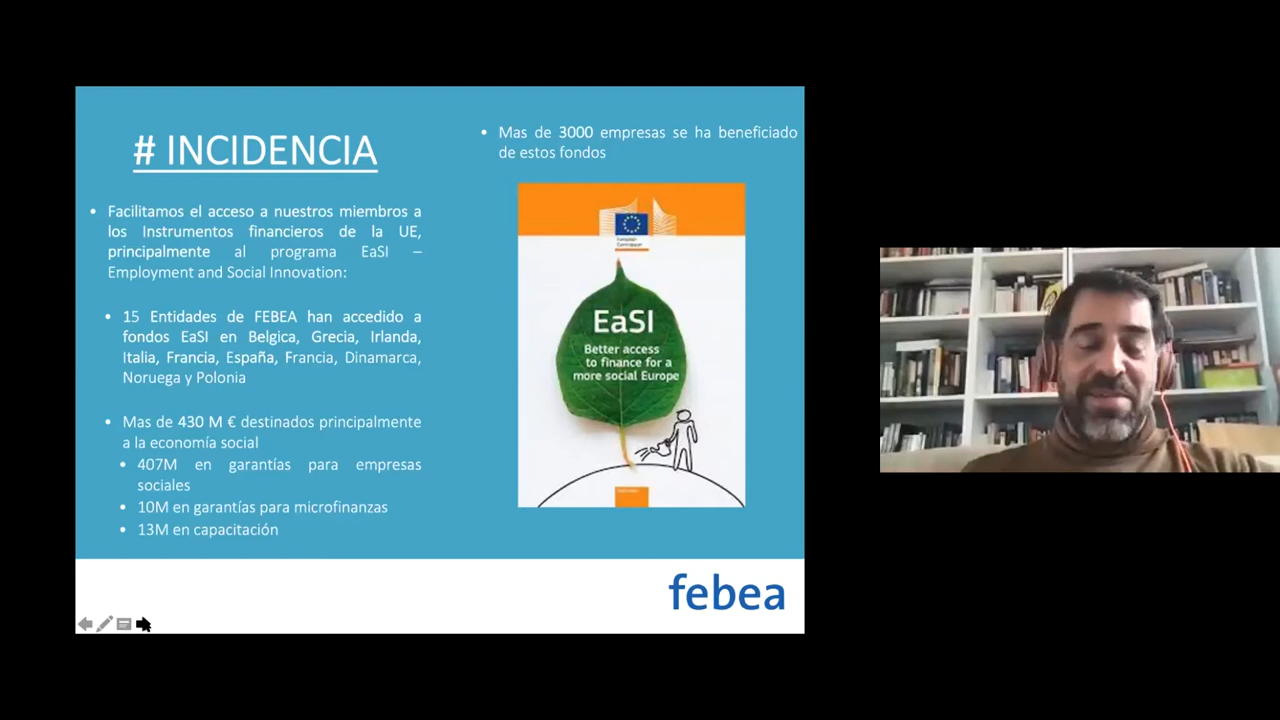 # INCIDENCIA
Facilitamos el acceso a nuestros miembros a
los Instrumentos financieros de la UE,
principalmente al programa EaSI –
Employment and Social Innovation:
15 Entidades de FEBEA han accedido a
fondos EaSI en Belgica, Grecia, Irlanda,
Italia, Francia, España, Francia, Dinamarca,
Noruega y Polonia
Mas de 430 M € destinados principalmente
a la economía social
407M en garantías para empresas
sociales
10M en garantías para microfinanzas
13M en capacitación
Mas de 3000 empresas se ha beneficiado
de estos fondos
European
Commission
EaSI
Better access
to finance for a
more social Europe
febea